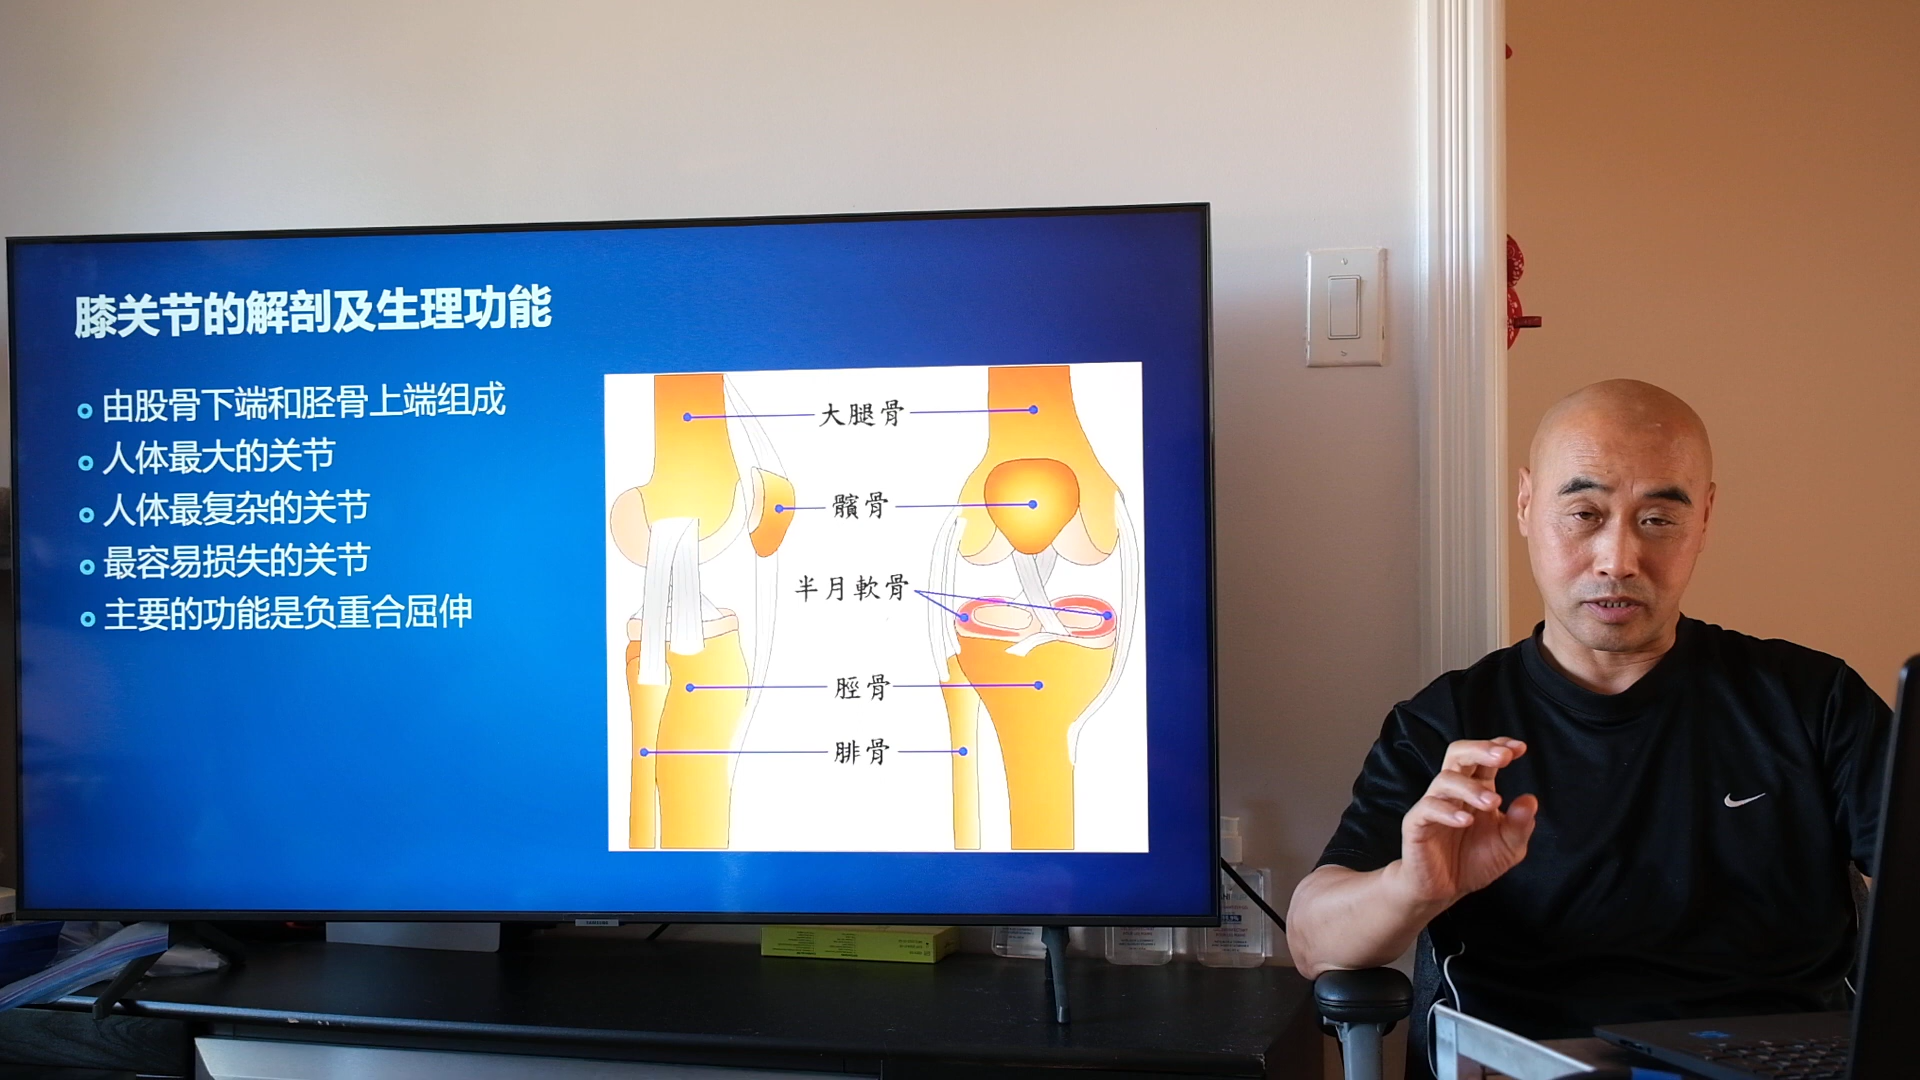 膝关节的解剖及生理功能
由股骨下端和胫骨上端组成
人体最大的关节
人体最复杂的关节
最容易损失的关节
主要的功能是负重合屈伸
大腿骨
髕骨
半月軟骨
脛骨
腓骨